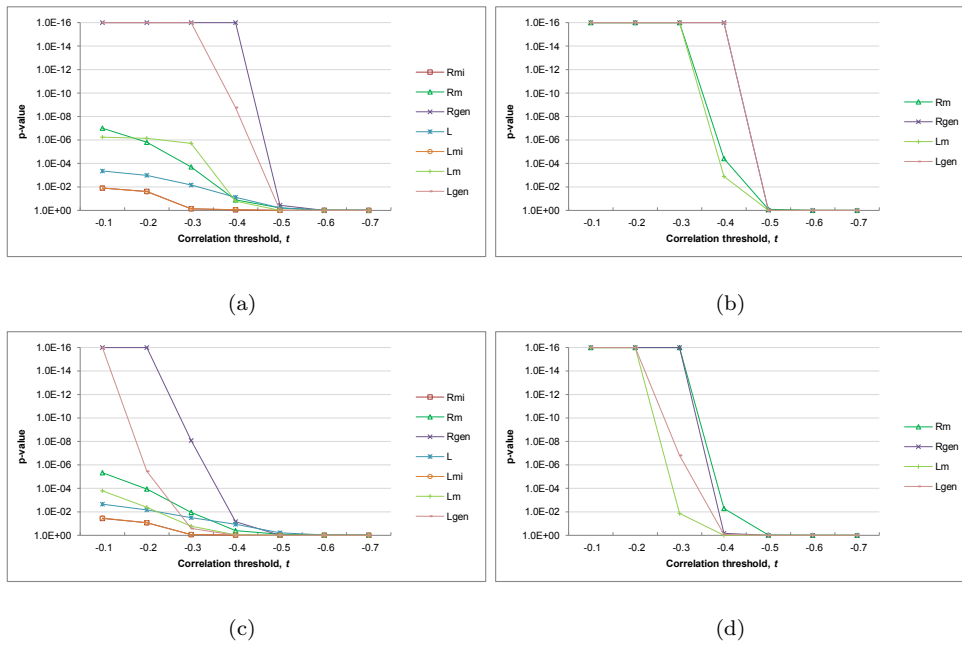 1.0E-16
1.0E-14
1.0E-12
1.0E-10
1.0E-08
1.0E-06
1.0E-04
1.0E-02
1.0E+00
p-value
-0.1 -0.2 -0.3 -0.4 -0.5 -0.6 -0.7
Correlation threshold, t
Rmi
Rm
Rgen
L
Lmi
Lm
Lgen
(a)
1.0E-16
1.0E-14
1.0E-12
1.0E-10
1.0E-08
1.0E-06
1.0E-04
1.0E-02
1.0E+00
p-value
-0.1 -0.2 -0.3 -0.4 -0.5 -0.6 -0.7
Correlation threshold, t
Rm
Rgen
Lm
Lgen
(b)
1.0E-16
1.0E-14
1.0E-12
1.0E-10
1.0E-08
1.0E-06
1.0E-04
1.0E-02
1.0E+00
p-value
-0.1 -0.2 -0.3 -0.4 -0.5 -0.6 -0.7
Correlation threshold, t
Rmi
Rm
Rgen
L
Lmi
Lm
Lgen
(c)
1.0E-16
1.0E-14
1.0E-12
1.0E-10
1.0E-08
1.0E-06
1.0E-04
1.0E-02
1.0E+00
p-value
-0.1 -0.2 -0.3 -0.4 -0.5 -0.6 -0.7
Correlation threshold, t
Rm
Rgen
Lm
Lgen
(d)